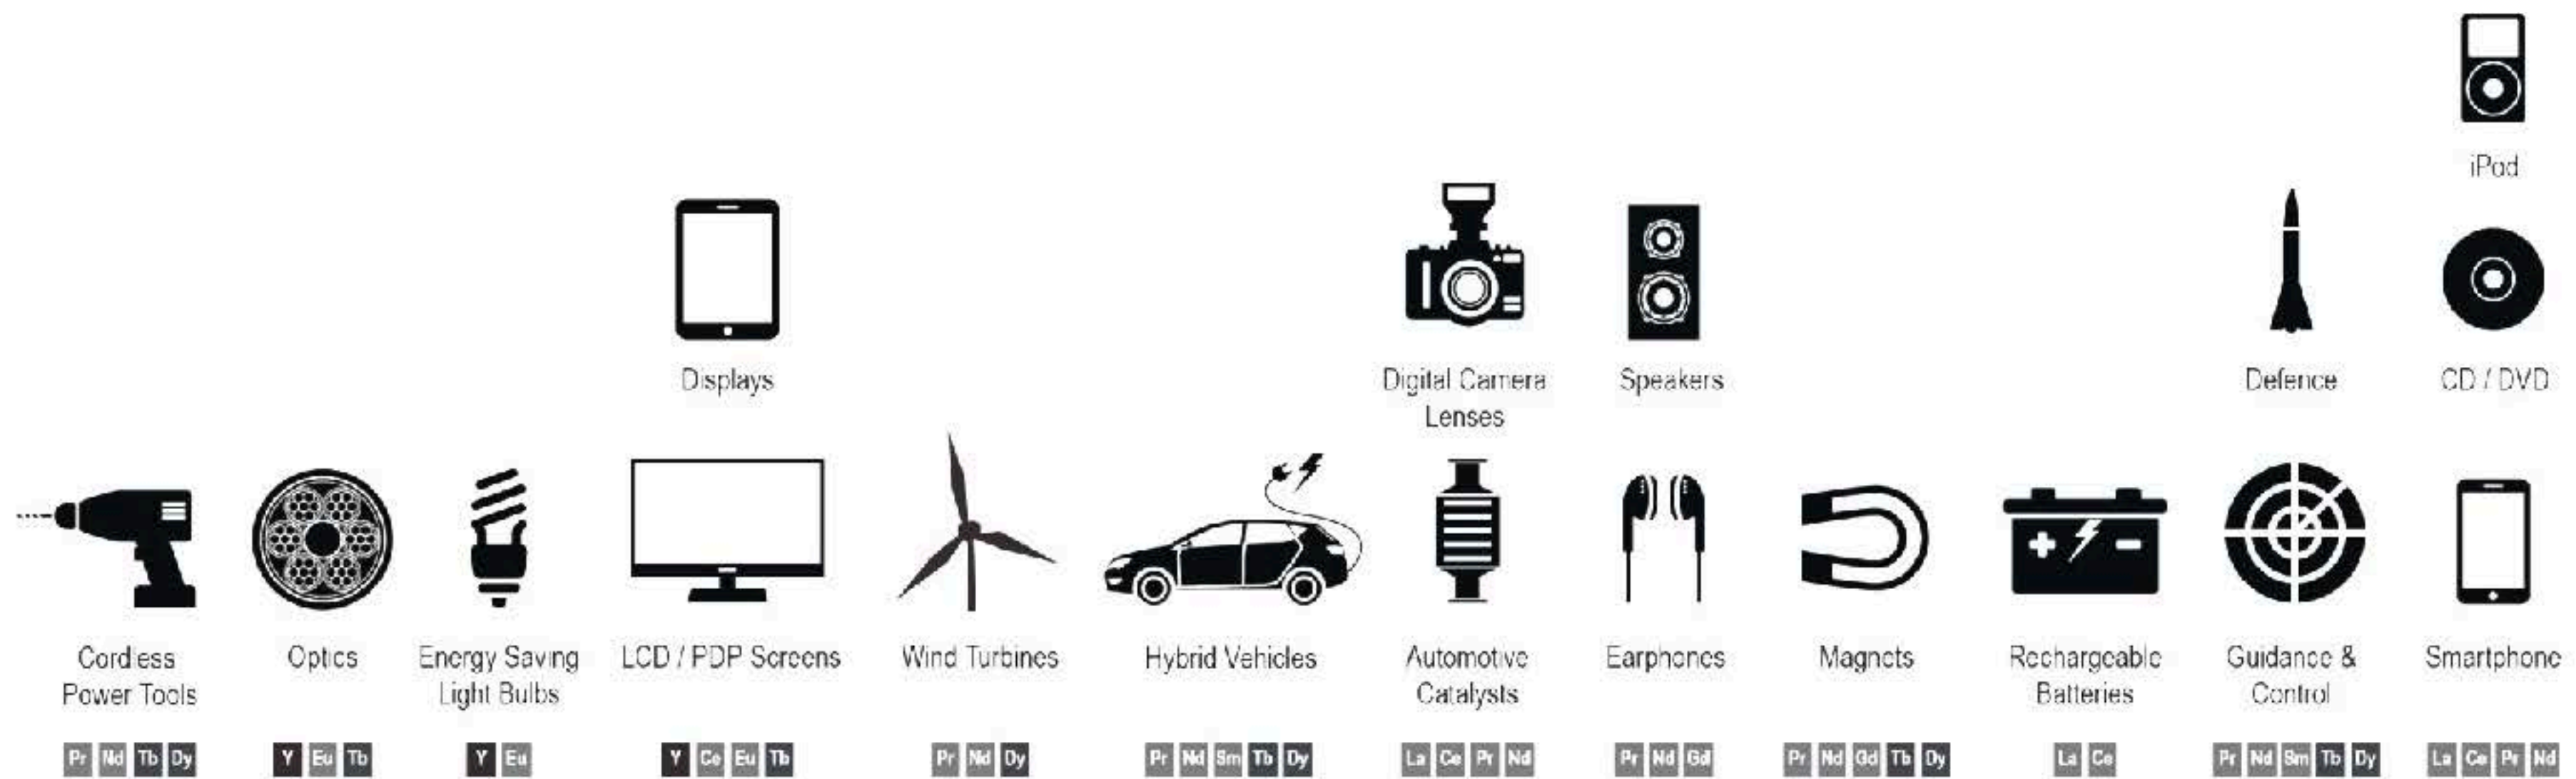 iPod
Displays
Digital Camera
Lenses
Speakers
Defence
CD / DVD
Cordless
Power Tools
Optics
Energy Saving
Light Bulbs
LCD / PDP Screens
Wind Turbines
Hybrid Vehicles
Automotive
Catalysts
Earphones
Magnets
Rechargeable
Batteries
Guidance &
Control
Smartphone
Pr Nd Tb Dy
Y Eu Tb
Y Eu
Y Ce Eu Tb
Pr Nd Dy
Pr Nd Sm Tb Dy
La Ce Pr Nd
Pr Nd Gd
Pr Nd Gd Tb Dy
La Ce
Pr Nd Sm Tb Dy
La Ce Pr Nd